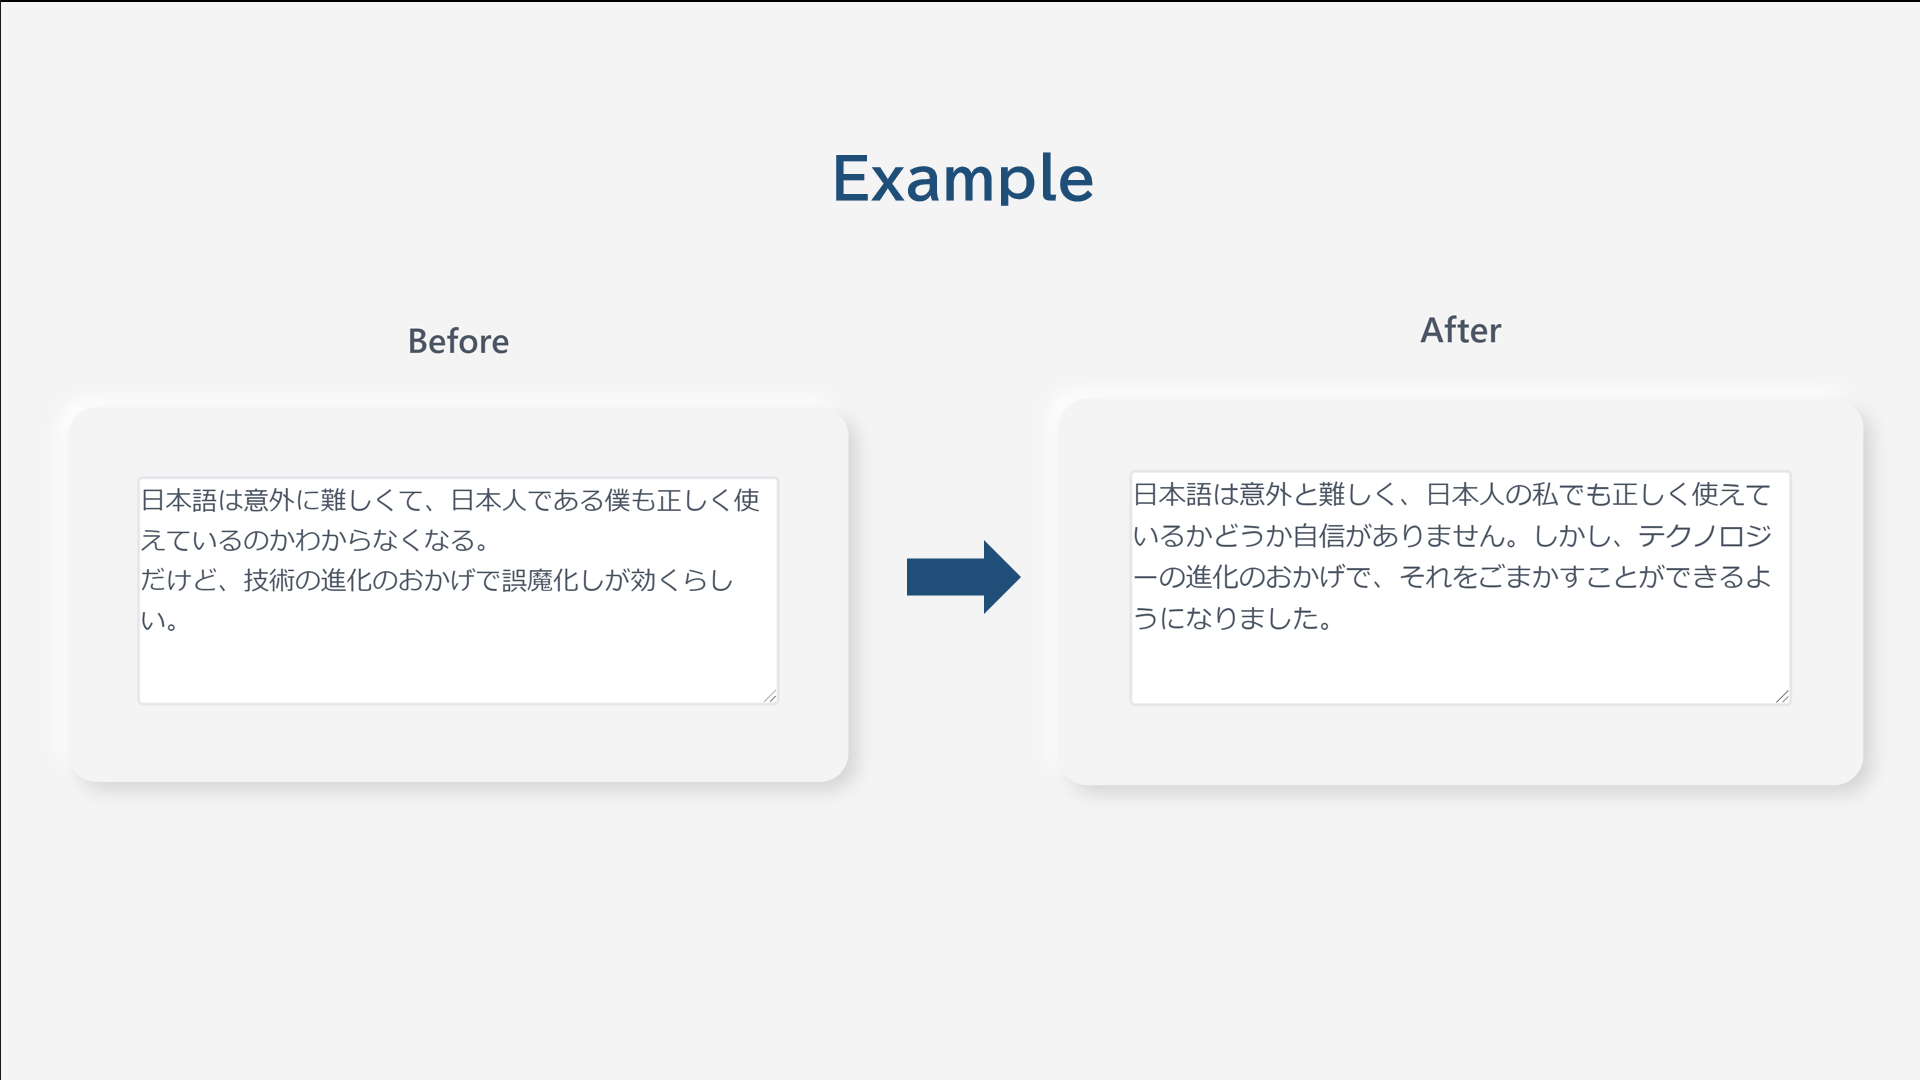 Example
Before
日本語は意外に難しくて、日本人である僕も正しく使
えているのかわからなくなる。
だけど、技術の進化のおかげで誤魔化しが効くらし
い。
After
日本語は意外と難しく、日本人の私でも正しく使えて
いるかどうか自信がありません。しかし、テクノロジ
ーの進化のおかげで、それをごまかすことができるよ
うになりました。